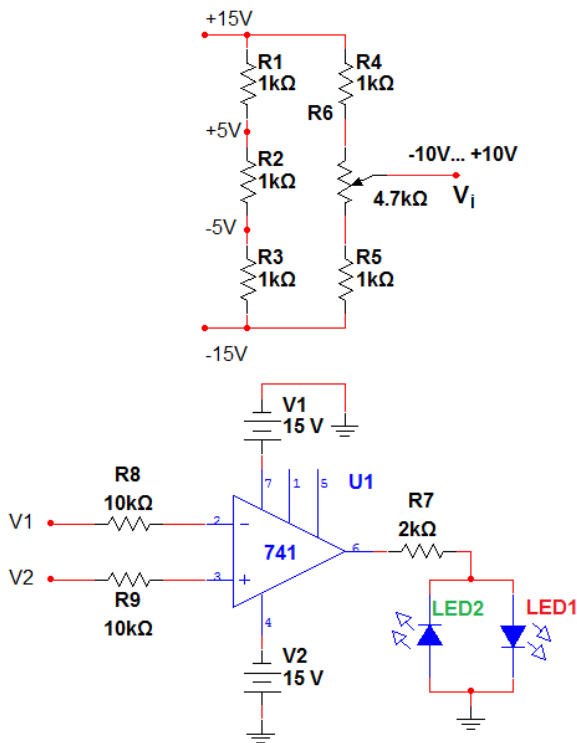 +15V
R1
1kΩ
R4
1kΩ
R6
+5V
R2
1kΩ
-10V... +10V
4.7kΩ
Vi
-5V
R3
1kΩ
R5
1kΩ
-15V
V1
15 V
R8
10kΩ
7
1
5
U1
R7
2kΩ
V1
2
741
6
V2
3
R9
10kΩ
4
LED2
LED1
V2
15 V